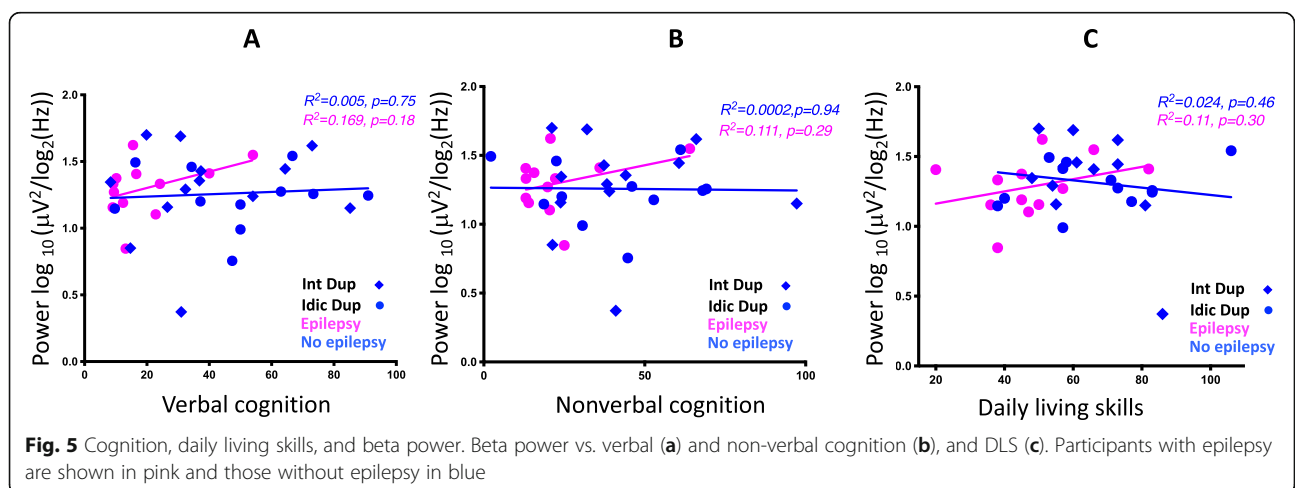 A
B
C
R²=0.005, p=0.75
R²=0.169, p=0.18
R²=0.0002,p=0.94
R²=0.111, p=0.29
R²=0.024, p=0.46
R²=0.11, p=0.30
Power log 10 (μV²/log₂(Hz))
2.0
1.5
1.0
0.5
0.0
0 20 40 60 80 100
Verbal cognition
Int Dup
Idic Dup
Epilepsy
No epilepsy
Power log 10 (μV²/log₂(Hz))
2.0
1.5
1.0
0.5
0.0
0 50 100
Nonverbal cognition
Int Dup
Idic Dup
Epilepsy
No epilepsy
Power log 10 (μV²/log₂(Hz))
2.0
1.5
1.0
0.5
0.0
20 40 60 80 100
Daily living skills
Int Dup
Idic Dup
Epilepsy
No epilepsy
Fig. 5 Cognition, daily living skills, and beta power. Beta power vs. verbal (a) and non-verbal cognition (b), and DLS (c). Participants with epilepsy
are shown in pink and those without epilepsy in blue